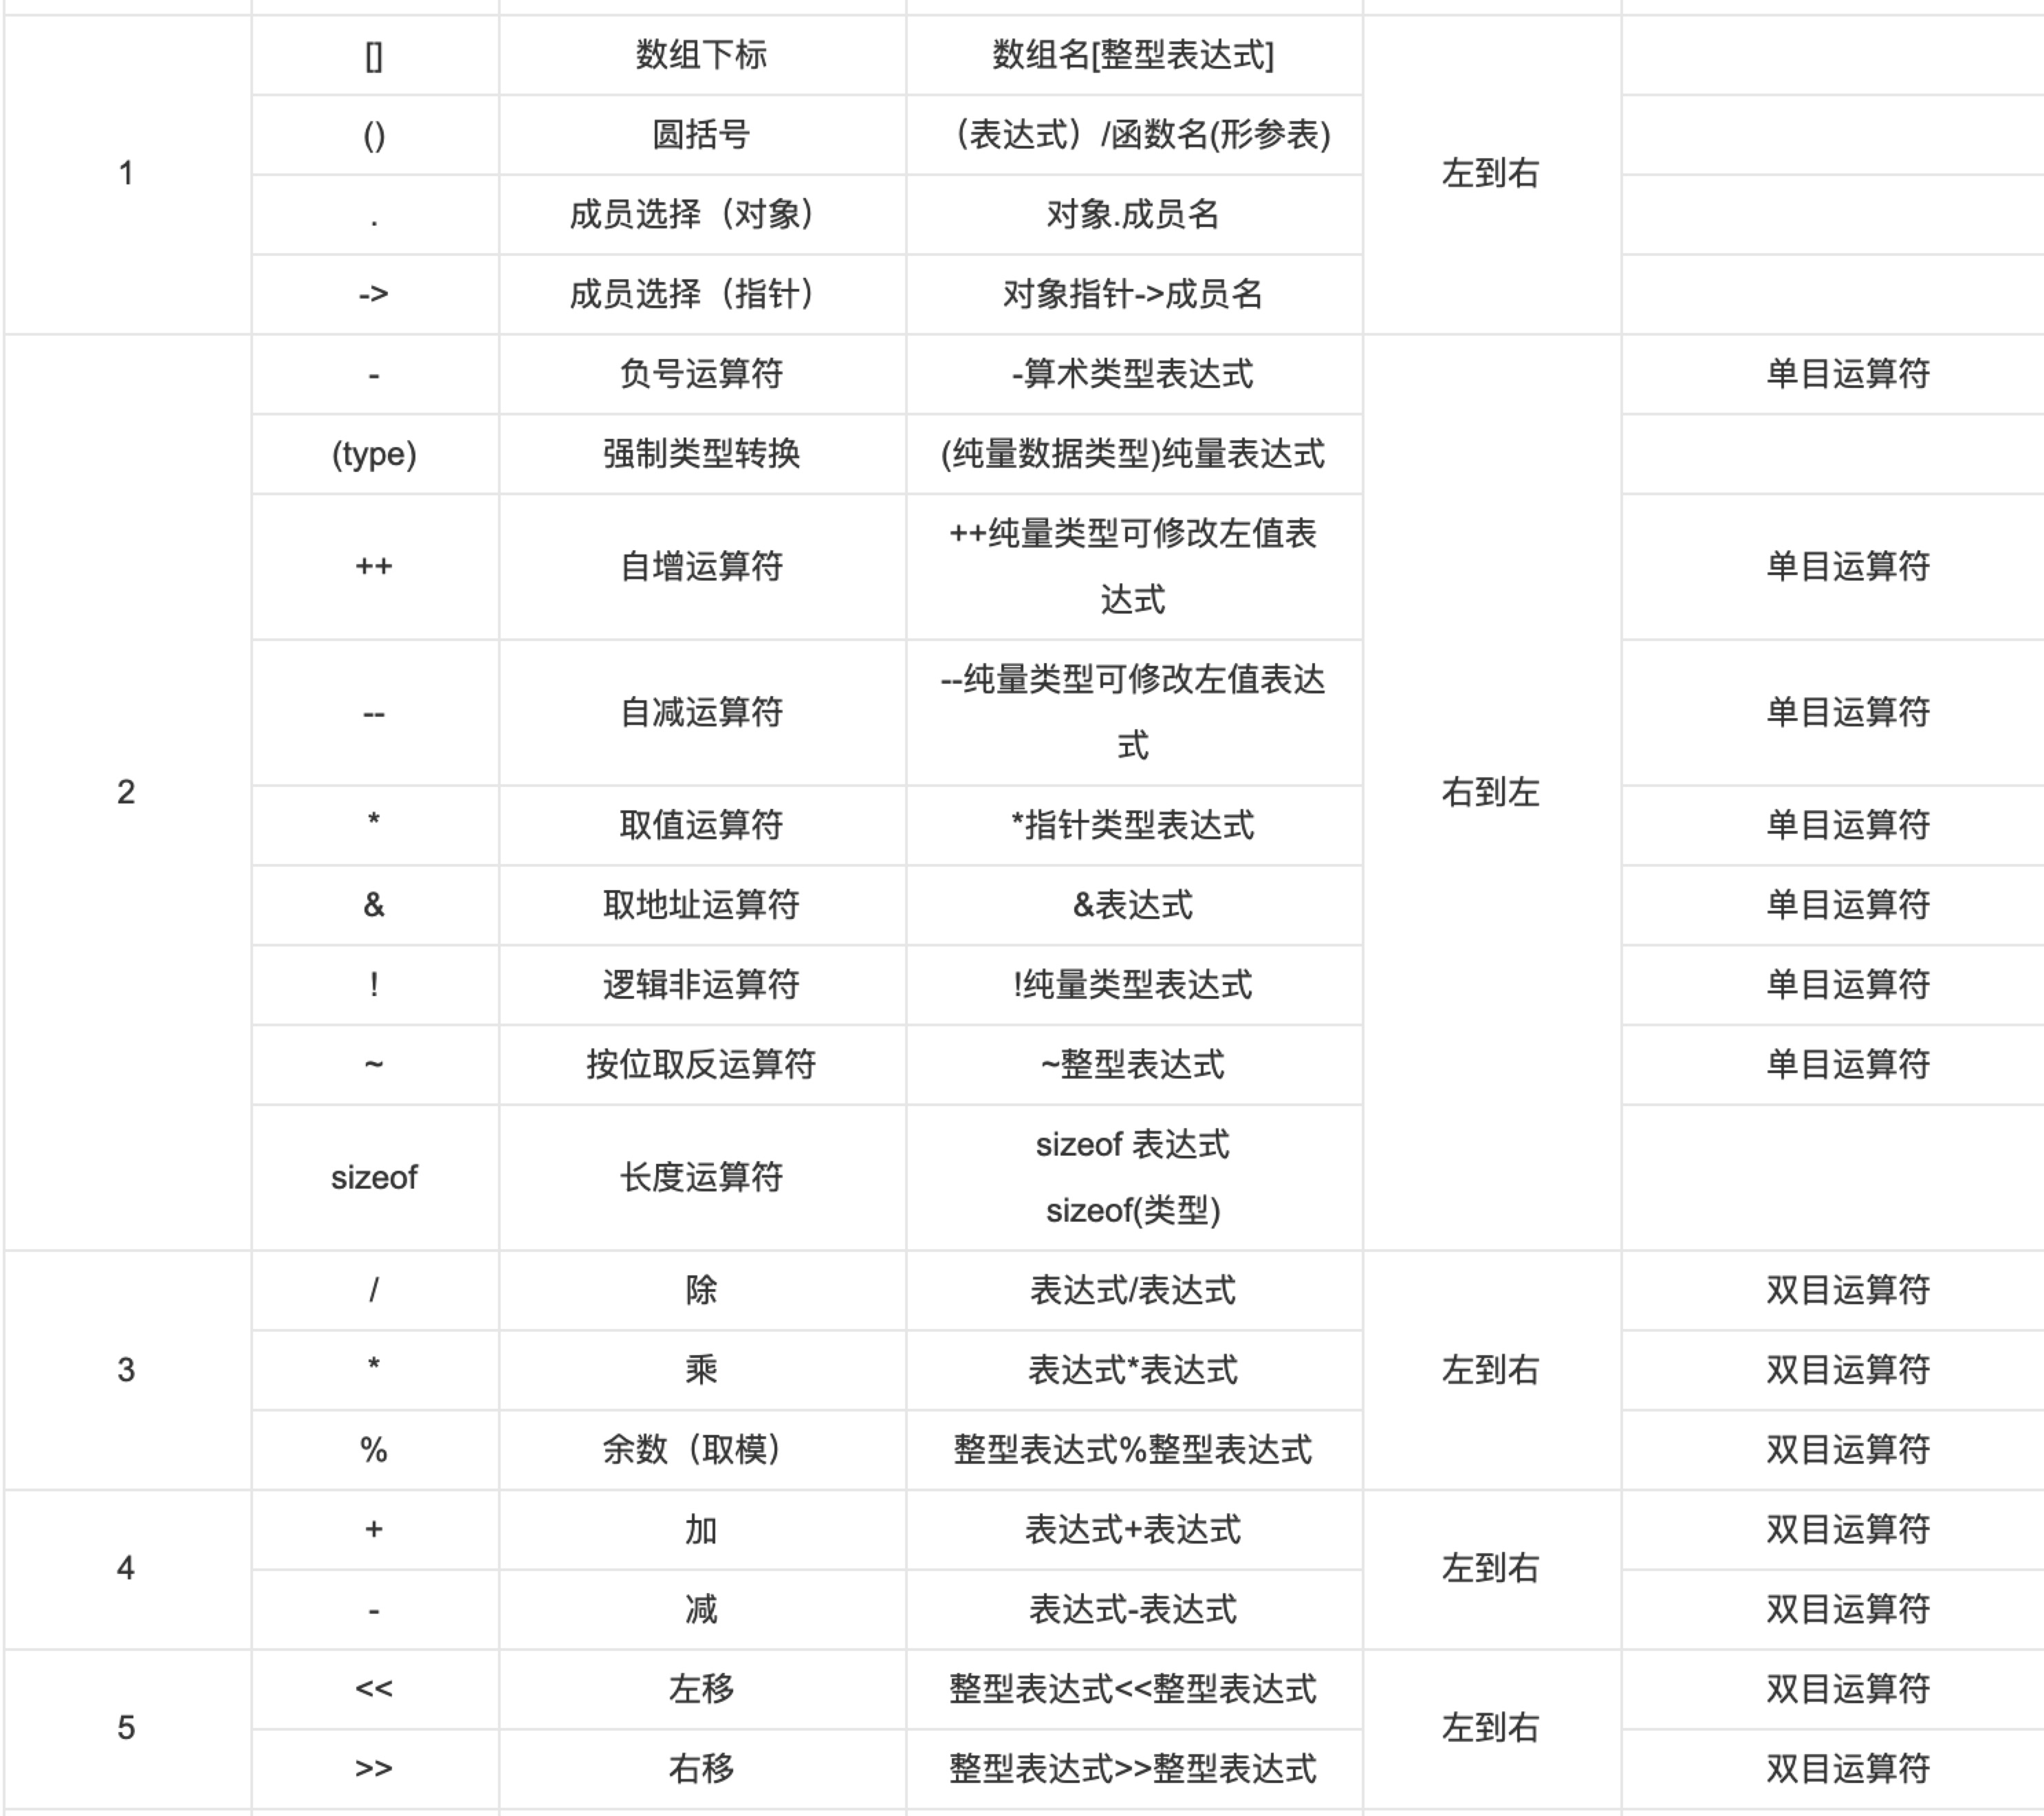 1
[]
数组下标
数组名[整型表达式]
左到右
()
圆括号
（表达式）/函数名(形参表)
.
成员选择（对象）
对象.成员名
->
成员选择（指针）
对象指针->成员名
2
-
负号运算符
-算术类型表达式
右到左
单目运算符
(type)
强制类型转换
(纯量数据类型)纯量表达式
++
自增运算符
++纯量类型可修改左值表
达式
单目运算符
--
自减运算符
--纯量类型可修改左值表达
式
单目运算符
*
取值运算符
*指针类型表达式
单目运算符
&
取地址运算符
&表达式
单目运算符
!
逻辑非运算符
!纯量类型表达式
单目运算符
~
按位取反运算符
~整型表达式
单目运算符
sizeof
长度运算符
sizeof 表达式
sizeof(类型)
3
/
除
表达式/表达式
左到右
双目运算符
*
乘
表达式*表达式
双目运算符
%
余数（取模）
整型表达式%整型表达式
双目运算符
4
+
加
表达式+表达式
左到右
双目运算符
-
减
表达式-表达式
双目运算符
5
<<
左移
整型表达式<<整型表达式
左到右
双目运算符
>>
右移
整型表达式>>整型表达式
双目运算符